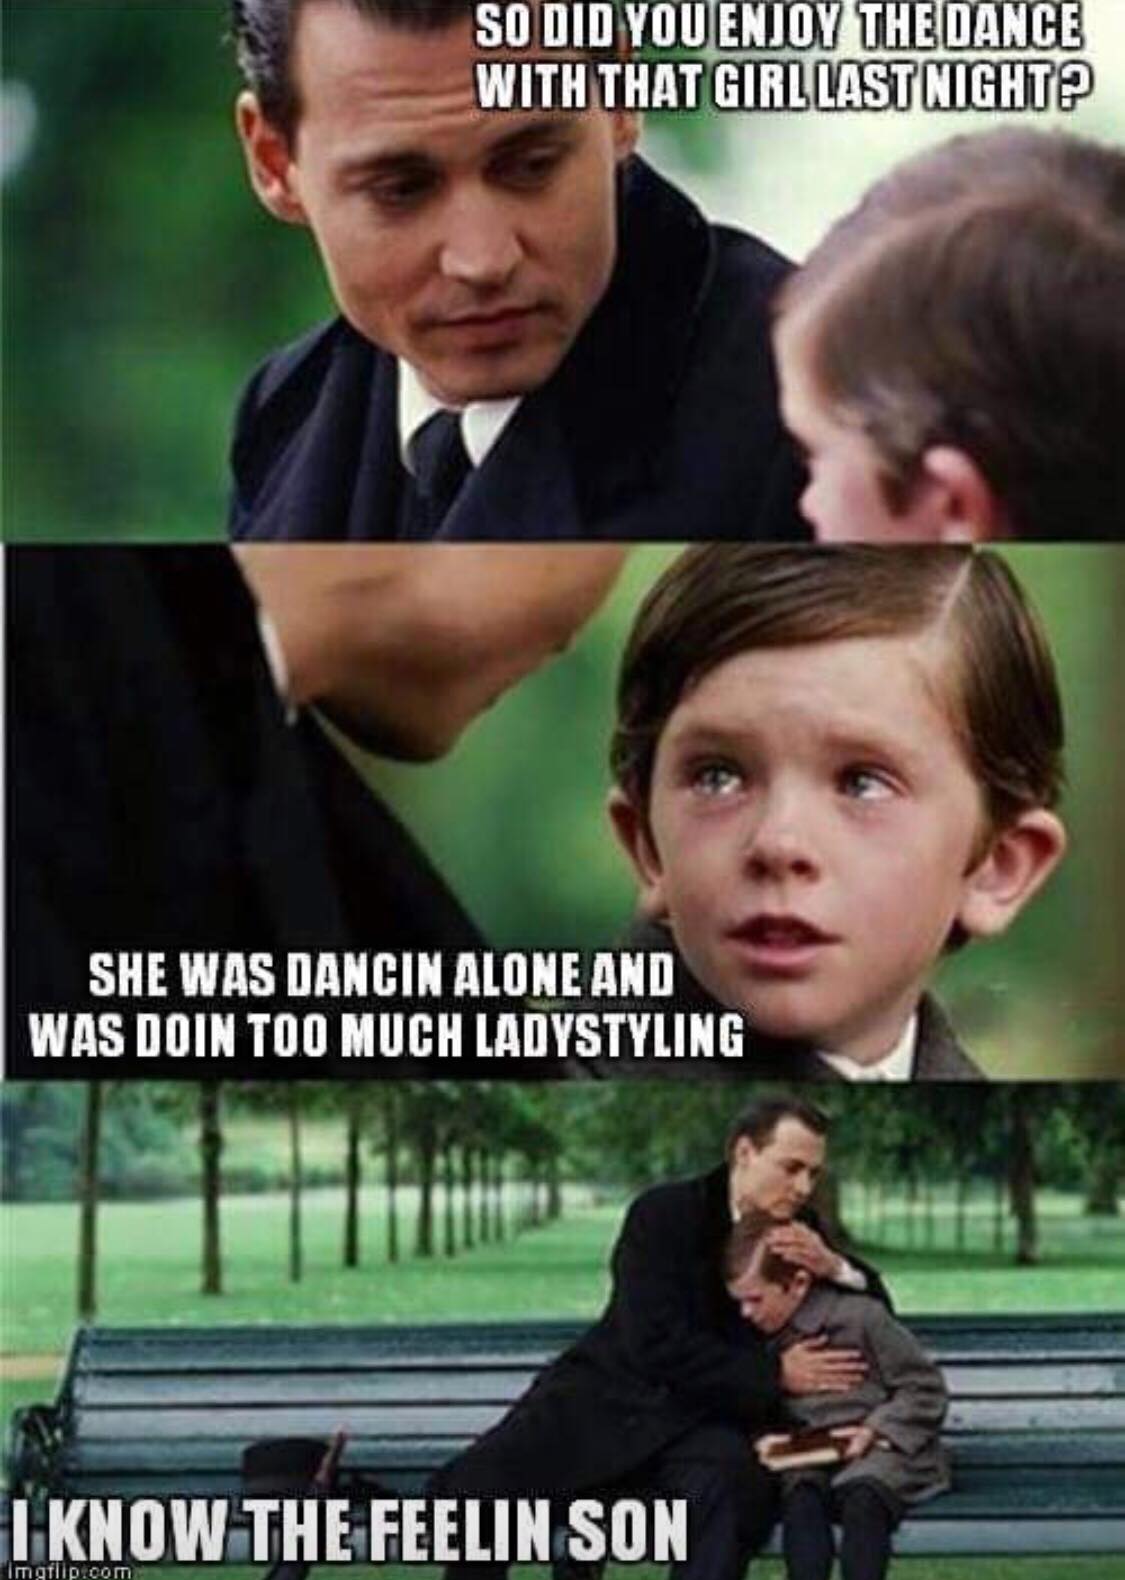 SO DID YOU ENJOY THE DANCE
WITH THAT GIRL LAST NIGHT?
SHE WAS DANCIN ALONE AND
WAS DOIN TOO MUCH LADYSTYLING
I KNOW THE FEELIN SON
imgflip.com